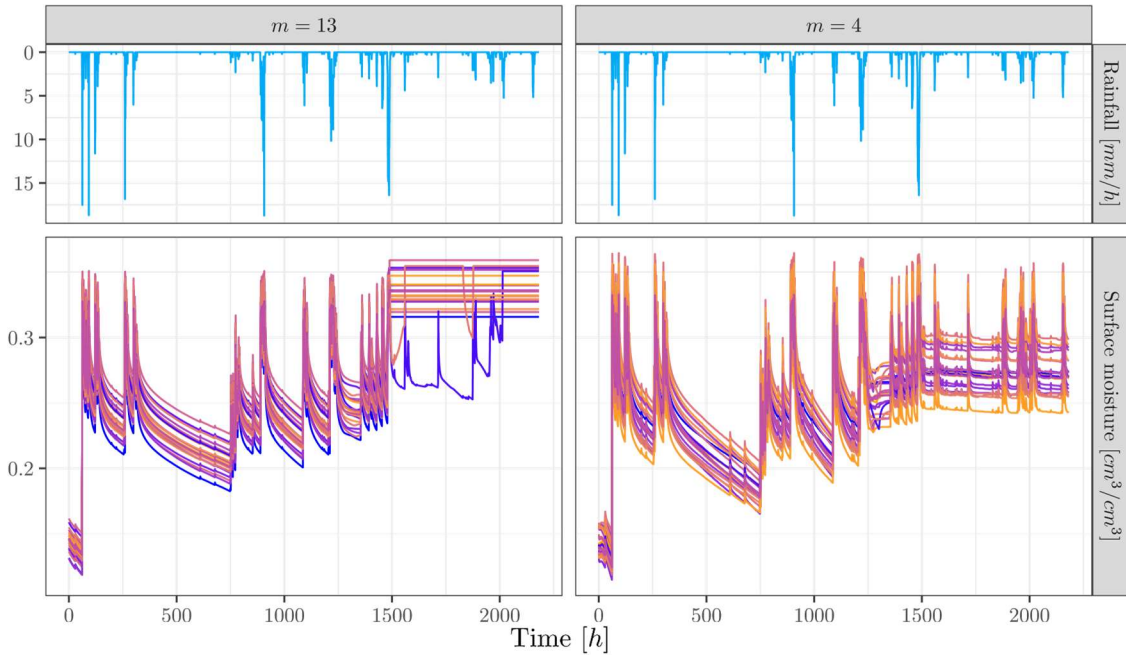 m = 13
m = 4
0
5
10
15
Rainfall [mm/h]
0.3
0.2
Surface moisture [cm³/cm³]
0 500 1000 1500 2000
0 500 1000 1500 2000
Time [h]